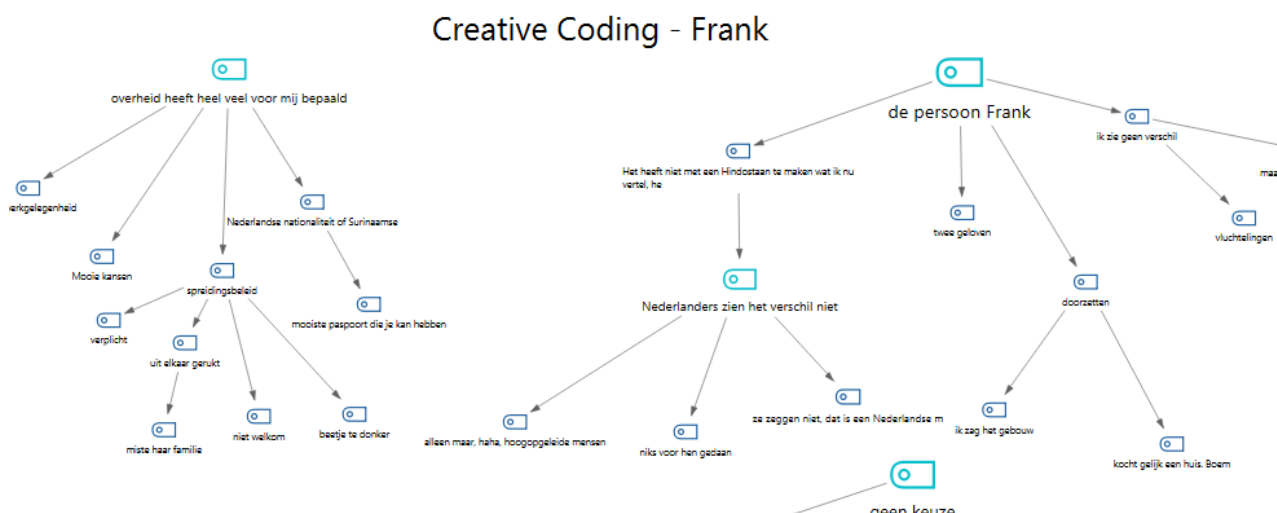 Creative Coding - Frank
overheid heeft heel veel voor mij bepaald
erkgelegenheid
Mooie kansen
Nederlandse nationaliteit of Surinaamse
spreidingsbeleid
mooiste paspoort die je kan hebben
verplicht
uit elkaar gerukt
miste haar familie
niet welkom
beetje te donker
de persoon Frank
Het heeft niet met een Hindostaan te maken wat ik nu
vertel, he
twee geloven
ik zie geen verschil
maa
vluchtelingen
Nederlanders zien het verschil niet
doorzetten
alleen maar, haha, hoogopgeleide mensen
niks voor hen gedaan
ze zeggen niet, dat is een Nederlandse m
ik zag het gebouw
kocht gelijk een huis. Boem
geen keuze